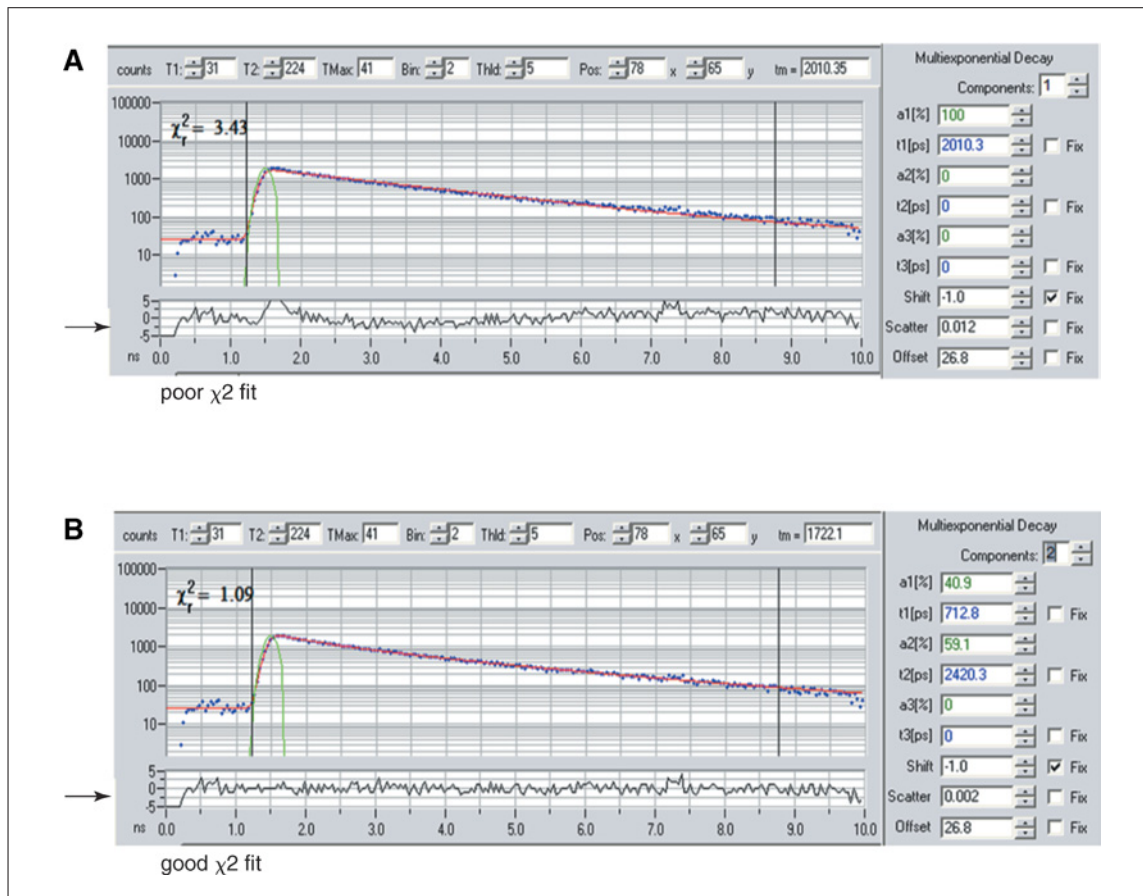 A
counts T1: 31 T2: 224 TMax: 41 Bin: 2 Thld: 5 Pos: 78 x 65 y tm = 2010.35
Multiexponential Decay
Components: 1
a1[%] 100
t1[ps] 2010.3 Fix
a2[%] 0
t2[ps] 0 Fix
a3[%] 0
t3[ps] 0 Fix
Shift -1.0 Fix
Scatter 0.012 Fix
Offset 26.8 Fix
100000
10000
1000
100
10
χr2 = 3.43
5
0
-5
ns 0.0 1.0 2.0 3.0 4.0 5.0 6.0 7.0 8.0 9.0 10.0
poor χ2 fit
B
counts T1: 31 T2: 224 TMax: 41 Bin: 2 Thld: 5 Pos: 78 x 65 y tm = 1722.1
Multiexponential Decay
Components: 2
a1[%] 40.9
t1[ps] 712.8 Fix
a2[%] 59.1
t2[ps] 2420.3 Fix
a3[%] 0
t3[ps] 0 Fix
Shift -1.0 Fix
Scatter 0.002 Fix
Offset 26.8 Fix
100000
10000
1000
100
10
χr2 = 1.09
5
0
-5
ns 0.0 1.0 2.0 3.0 4.0 5.0 6.0 7.0 8.0 9.0 10.0
good χ2 fit